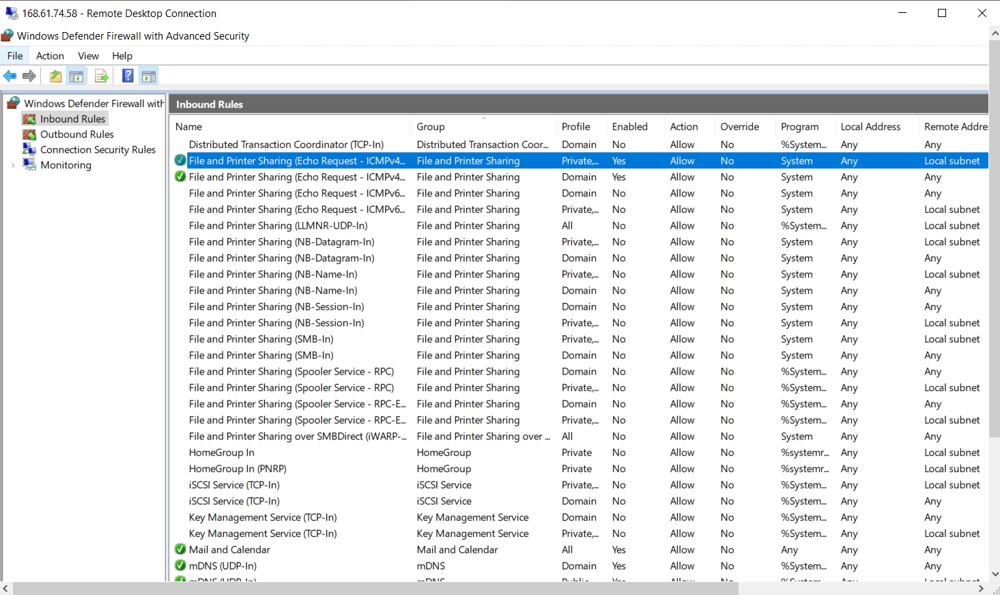 168.61.74.58 - Remote Desktop Connection
Windows Defender Firewall with Advanced Security
File Action View Help
Windows Defender Firewall with
Inbound Rules
Outbound Rules
Connection Security Rules
Monitoring
Inbound Rules
Name Group Profile Enabled Action Override Program Local Address Remote Addre
Distributed Transaction Coordinator (TCP-In) Distributed Transaction Coor... Domain No Allow No %System... Any Any
File and Printer Sharing (Echo Request - ICMPv4... File and Printer Sharing Private,... Yes Allow No System Any Local subnet
File and Printer Sharing (Echo Request - ICMPv4... File and Printer Sharing Domain Yes Allow No System Any Any
File and Printer Sharing (Echo Request - ICMPv6... File and Printer Sharing Domain No Allow No System Any Any
File and Printer Sharing (Echo Request - ICMPv6... File and Printer Sharing Private,... No Allow No System Any Local subnet
File and Printer Sharing (LLMNR-UDP-In) File and Printer Sharing All No Allow No %System... Any Local subnet
File and Printer Sharing (NB-Datagram-In) File and Printer Sharing Private,... No Allow No System Any Local subnet
File and Printer Sharing (NB-Datagram-In) File and Printer Sharing Domain No Allow No System Any Any
File and Printer Sharing (NB-Name-In) File and Printer Sharing Private,... No Allow No System Any Local subnet
File and Printer Sharing (NB-Name-In) File and Printer Sharing Domain No Allow No System Any Any
File and Printer Sharing (NB-Session-In) File and Printer Sharing Domain No Allow No System Any Any
File and Printer Sharing (NB-Session-In) File and Printer Sharing Private,... No Allow No System Any Local subnet
File and Printer Sharing (SMB-In) File and Printer Sharing Private,... No Allow No System Any Local subnet
File and Printer Sharing (SMB-In) File and Printer Sharing Domain No Allow No System Any Any
File and Printer Sharing (Spooler Service - RPC) File and Printer Sharing Domain No Allow No %System... Any Any
File and Printer Sharing (Spooler Service - RPC) File and Printer Sharing Private,... No Allow No %System... Any Local subnet
File and Printer Sharing (Spooler Service - RPC-E... File and Printer Sharing Domain No Allow No %System... Any Any
File and Printer Sharing (Spooler Service - RPC-E... File and Printer Sharing Private,... No Allow No %System... Any Local subnet
File and Printer Sharing over SMBDirect (iWARP-... File and Printer Sharing over ... All No Allow No System Any Any
HomeGroup In HomeGroup Private No Allow No %systemr... Any Local subnet
HomeGroup In (PNRP) HomeGroup Private No Allow No %systemr... Any Local subnet
iSCSI Service (TCP-In) iSCSI Service Private,... No Allow No %System... Any Local subnet
iSCSI Service (TCP-In) iSCSI Service Domain No Allow No %System... Any Any
Key Management Service (TCP-In) Key Management Service Domain No Allow No %System... Any Any
Key Management Service (TCP-In) Key Management Service Private,... No Allow No %System... Any Local subnet
Mail and Calendar Mail and Calendar All Yes Allow No Any Any Any
mDNS (UDP-In) mDNS Domain Yes Allow No %System... Any Any
mDNS (UDP-In) mDNS Public Yes Allow No %System... Any Local subnet